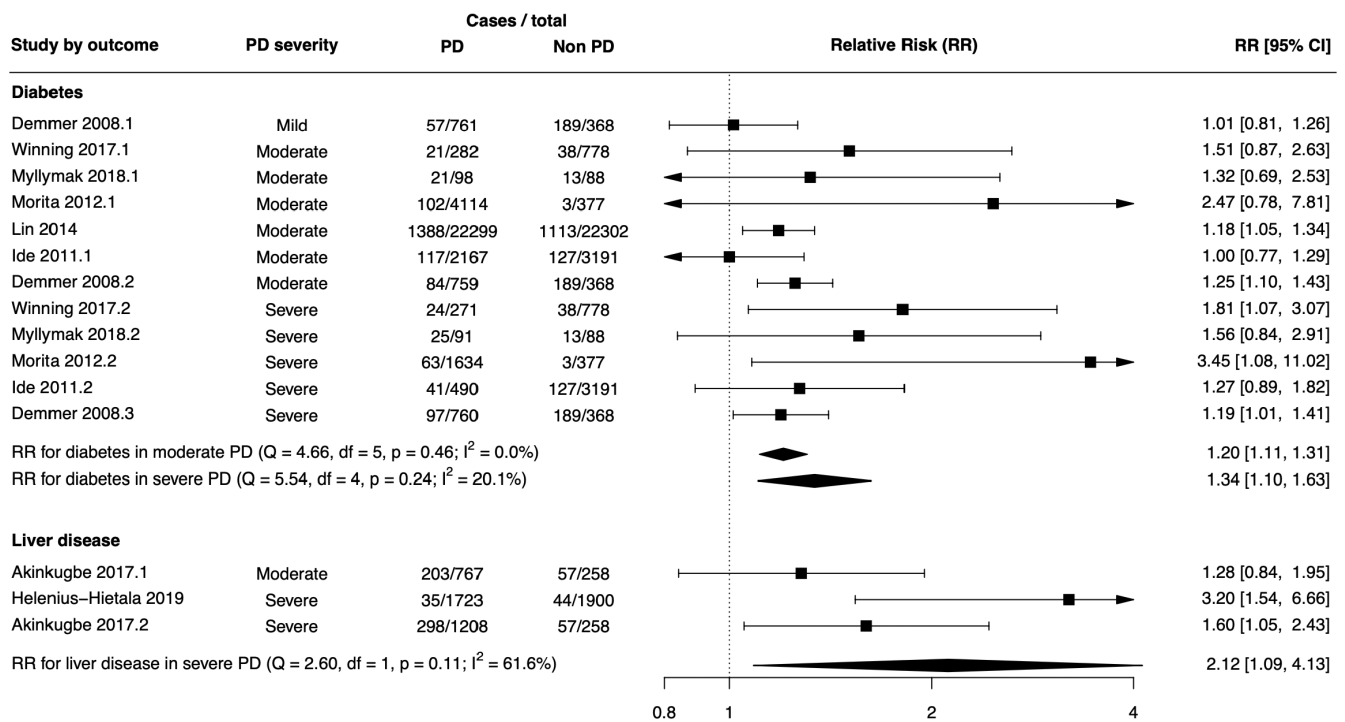 Cases / total
Study by outcome PD severity PD Non PD Relative Risk (RR) RR [95% CI]
Diabetes
Demmer 2008.1 Mild 57/761 189/368 1.01 [0.81, 1.26]
Winning 2017.1 Moderate 21/282 38/778 1.51 [0.87, 2.63]
Myllymak 2018.1 Moderate 21/98 13/88 1.32 [0.69, 2.53]
Morita 2012.1 Moderate 102/4114 3/377 2.47 [0.78, 7.81]
Lin 2014 Moderate 1388/22299 1113/22302 1.18 [1.05, 1.34]
Ide 2011.1 Moderate 117/2167 127/3191 1.00 [0.77, 1.29]
Demmer 2008.2 Moderate 84/759 189/368 1.25 [1.10, 1.43]
Winning 2017.2 Severe 24/271 38/778 1.81 [1.07, 3.07]
Myllymak 2018.2 Severe 25/91 13/88 1.56 [0.84, 2.91]
Morita 2012.2 Severe 63/1634 3/377 3.45 [1.08, 11.02]
Ide 2011.2 Severe 41/490 127/3191 1.27 [0.89, 1.82]
Demmer 2008.3 Severe 97/760 189/368 1.19 [1.01, 1.41]
RR for diabetes in moderate PD (Q = 4.66, df = 5, p = 0.46; I² = 0.0%) 1.20 [1.11, 1.31]
RR for diabetes in severe PD (Q = 5.54, df = 4, p = 0.24; I² = 20.1%) 1.34 [1.10, 1.63]
Liver disease
Akinkugbe 2017.1 Moderate 203/767 57/258 1.28 [0.84, 1.95]
Helenius−Hietala 2019 Severe 35/1723 44/1900 3.20 [1.54, 6.66]
Akinkugbe 2017.2 Severe 298/1208 57/258 1.60 [1.05, 2.43]
RR for liver disease in severe PD (Q = 2.60, df = 1, p = 0.11; I² = 61.6%) 2.12 [1.09, 4.13]
0.8 1 2 4